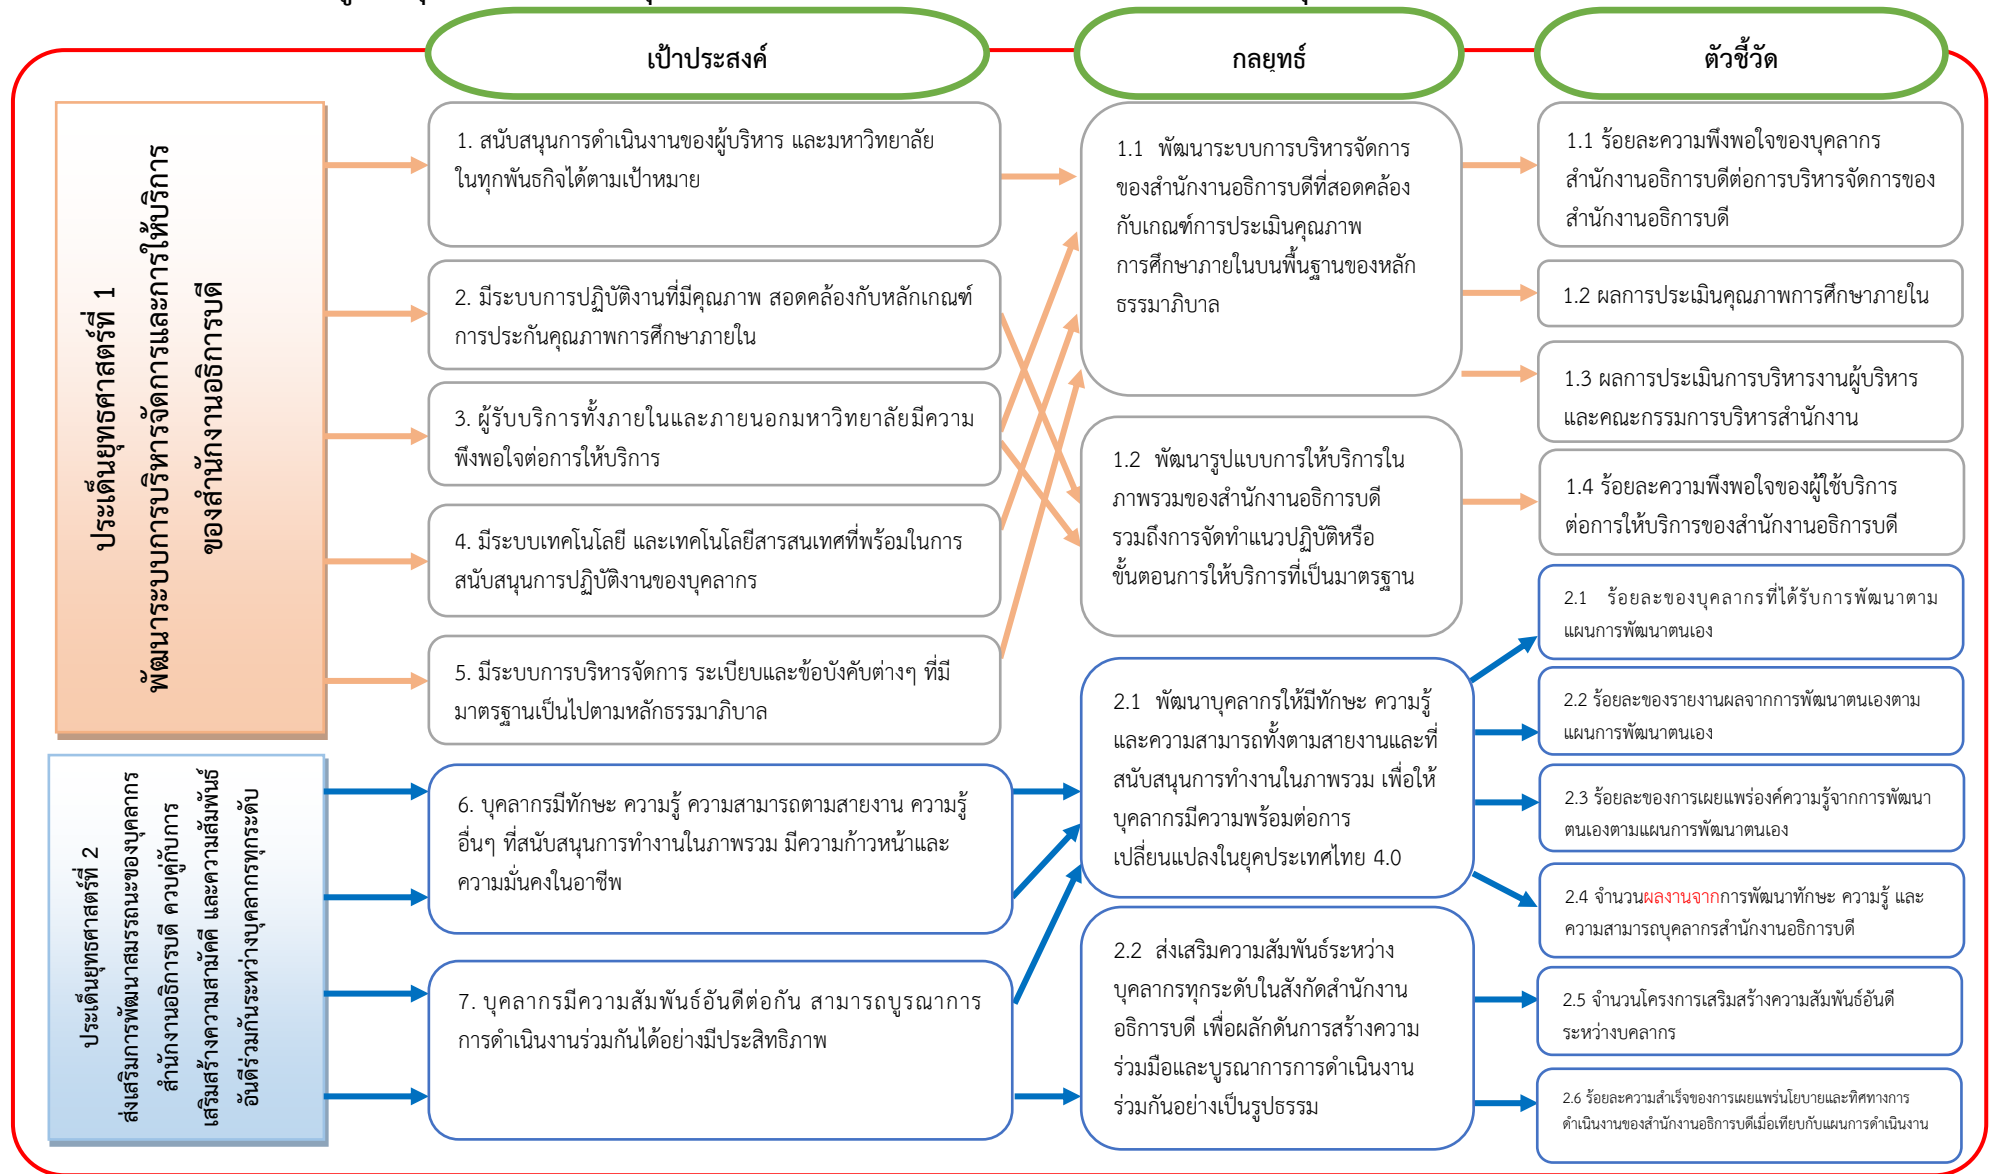 เป้าประสงค์
กลยุทธ์
ตัวชี้วัด
ประเด็นยุทธศาสตร์ที่ 1
พัฒนาระบบการบริหารจัดการและการให้บริการ
ของสำนักงานอธิการบดี
1. สนับสนุนการดำเนินงานของผู้บริหาร และมหาวิทยาลัย
ในทุกพันธกิจได้ตามเป้าหมาย
2. มีระบบการปฏิบัติงานที่มีคุณภาพ สอดคล้องกับหลักเกณฑ์
การประกันคุณภาพการศึกษาภายใน
3. ผู้รับบริการทั้งภายในและภายนอกมหาวิทยาลัยมีความ
พึงพอใจต่อการให้บริการ
4. มีระบบเทคโนโลยี และเทคโนโลยีสารสนเทศที่พร้อมในการ
สนับสนุนการปฏิบัติงานของบุคลากร
5. มีระบบการบริหารจัดการ ระเบียบและข้อบังคับต่างๆ ที่มี
มาตรฐานเป็นไปตามหลักธรรมาภิบาล
1.1 พัฒนาระบบการบริหารจัดการ
ของสำนักงานอธิการบดีที่สอดคล้อง
กับเกณฑ์การประเมินคุณภาพ
การศึกษาภายในบนพื้นฐานของหลัก
ธรรมาภิบาล
1.2 พัฒนารูปแบบการให้บริการใน
ภาพรวมของสำนักงานอธิการบดี
รวมถึงการจัดทำแนวปฏิบัติหรือ
ขั้นตอนการให้บริการที่เป็นมาตรฐาน
1.1 ร้อยละความพึงพอใจของบุคลากร
สำนักงานอธิการบดีต่อการบริหารจัดการของ
สำนักงานอธิการบดี
1.2 ผลการประเมินคุณภาพการศึกษาภายใน
1.3 ผลการประเมินการบริหารงานผู้บริหาร
และคณะกรรมการบริหารสำนักงาน
1.4 ร้อยละความพึงพอใจของผู้ใช้บริการ
ต่อการให้บริการของสำนักงานอธิการบดี
ประเด็นยุทธศาสตร์ที่ 2
ส่งเสริมการพัฒนาสมรรถนะของบุคลากร
สำนักงานอธิการบดี ควบคู่กับการ
เสริมสร้างความสามัคคี และความสัมพันธ์
อันดีร่วมกันระหว่างบุคลากรทุกระดับ
6. บุคลากรมีทักษะ ความรู้ ความสามารถตามสายงาน ความรู้
อื่นๆ ที่สนับสนุนการทำงานในภาพรวม มีความก้าวหน้าและ
ความมั่นคงในอาชีพ
7. บุคลากรมีความสัมพันธ์อันดีต่อกัน สามารถบูรณาการ
การดำเนินงานร่วมกันได้อย่างมีประสิทธิภาพ
2.1 พัฒนาบุคลากรให้มีทักษะ ความรู้
และความสามารถทั้งตามสายงานและที่
สนับสนุนการทำงานในภาพรวม เพื่อให้
บุคลากรมีความพร้อมต่อการ
เปลี่ยนแปลงในยุคประเทศไทย 4.0
2.2 ส่งเสริมความสัมพันธ์ระหว่าง
บุคลากรทุกระดับในสังกัดสำนักงาน
อธิการบดี เพื่อผลักดันการสร้างความ
ร่วมมือและบูรณาการการดำเนินงาน
ร่วมกันอย่างเป็นรูปธรรม
2.1 ร้อยละของบุคลากรที่ได้รับการพัฒนาตาม
แผนการพัฒนาตนเอง
2.2 ร้อยละของรายงานผลจากการพัฒนาตนเองตาม
แผนการพัฒนาตนเอง
2.3 ร้อยละของการเผยแพร่องค์ความรู้จากการพัฒนา
ตนเองตามแผนการพัฒนาตนเอง
2.4 จำนวนผลงานจากการพัฒนาทักษะ ความรู้ และ
ความสามารถบุคลากรสำนักงานอธิการบดี
2.5 จำนวนโครงการเสริมสร้างความสัมพันธ์อันดี
ระหว่างบุคลากร
2.6 ร้อยละความสำเร็จของการเผยแพร่นโยบายและทิศทางการ
ดำเนินงานของสำนักงานอธิการบดีเมื่อเทียบกับแผนการดำเนินงาน